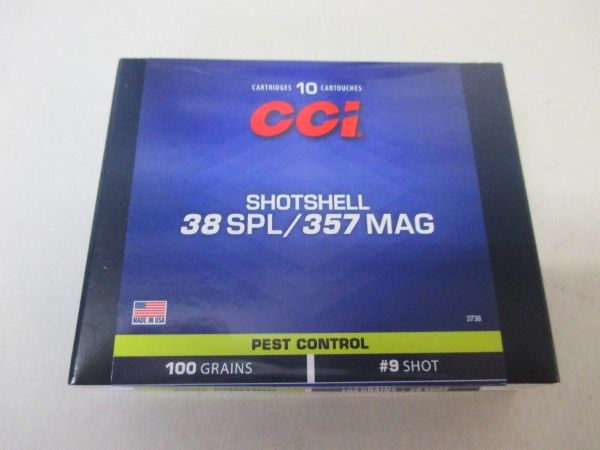 CARTRIDGES 10 CARTOUCHES
CCI
SHOTSHELL
38 SPL/357 MAG
MADE IN USA
3738
PEST CONTROL
100 GRAINS #9 SHOT